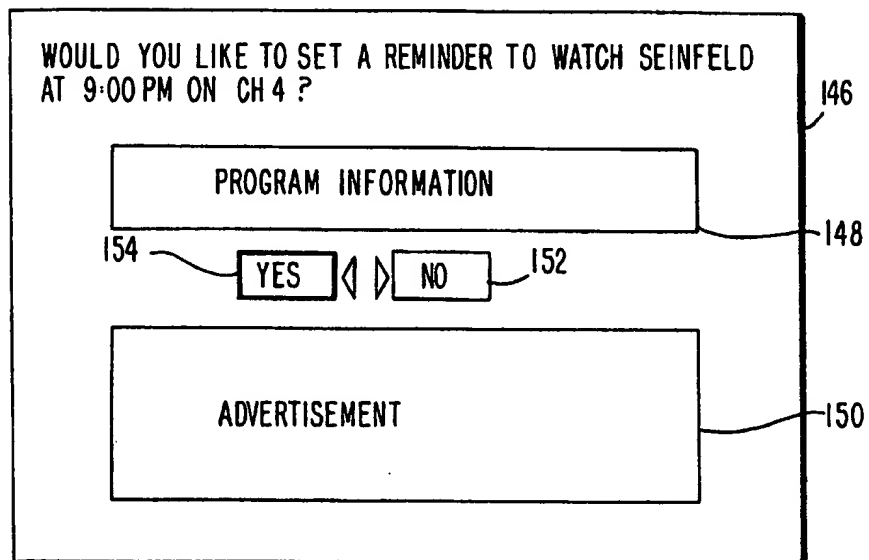 WOULD YOU LIKE TO SET A REMINDER TO WATCH SEINFELD
AT 9:00 PM ON CH 4 ?
146
PROGRAM INFORMATION
148
154
YES
NO
152
ADVERTISEMENT
150